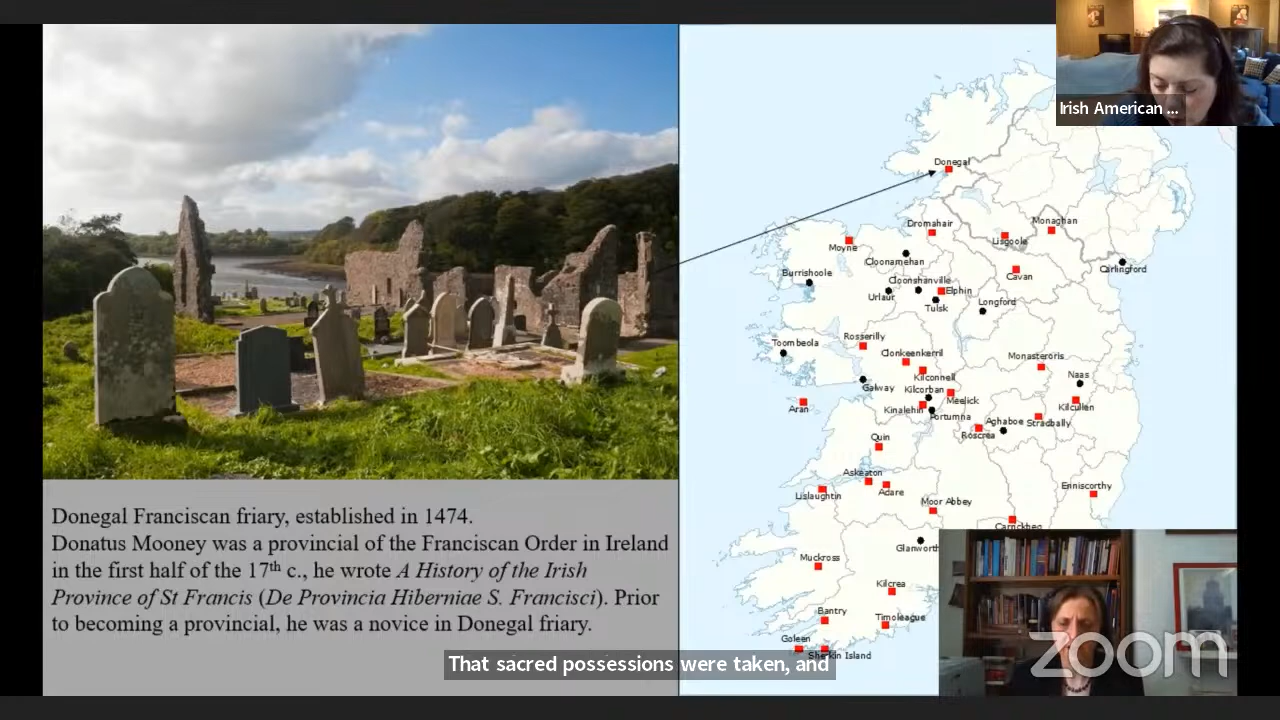 Donegal Franciscan friary, established in 1474.
Donatus Mooney was a provincial of the Franciscan Order in Ireland
in the first half of the 17th c., he wrote A History of the Irish
Province of St Francis (De Provincia Hiberniae S. Francisci). Prior
to becoming a provincial, he was a novice in Donegal friary.
That sacred possessions were taken, and
Irish American ...
Donegal
Dromahair
Monaghan
Moyne
Lisgoole
Cloonamehan
Carlingford
Cavan
Burrishoole
Cloonshanville
Urlaur
Elphin
Tulsk
Longford
Rosserilly
Toombeola
Clonkeenkerril
Monasteroris
Kilconnell
Naas
Galway
Kilcorban
Meelick
Aran
Kinalehin
Portumna
Kilcullen
Aghaboe
Stradbally
Roscrea
Quin
Askeaton
Lislaughtin
Adare
Enniscorthy
Moor Abbey
Carrickbeg
Glanworth
Muckross
Kilcrea
Bantry
Timoleague
Goleen
Sherkin Island
zoom